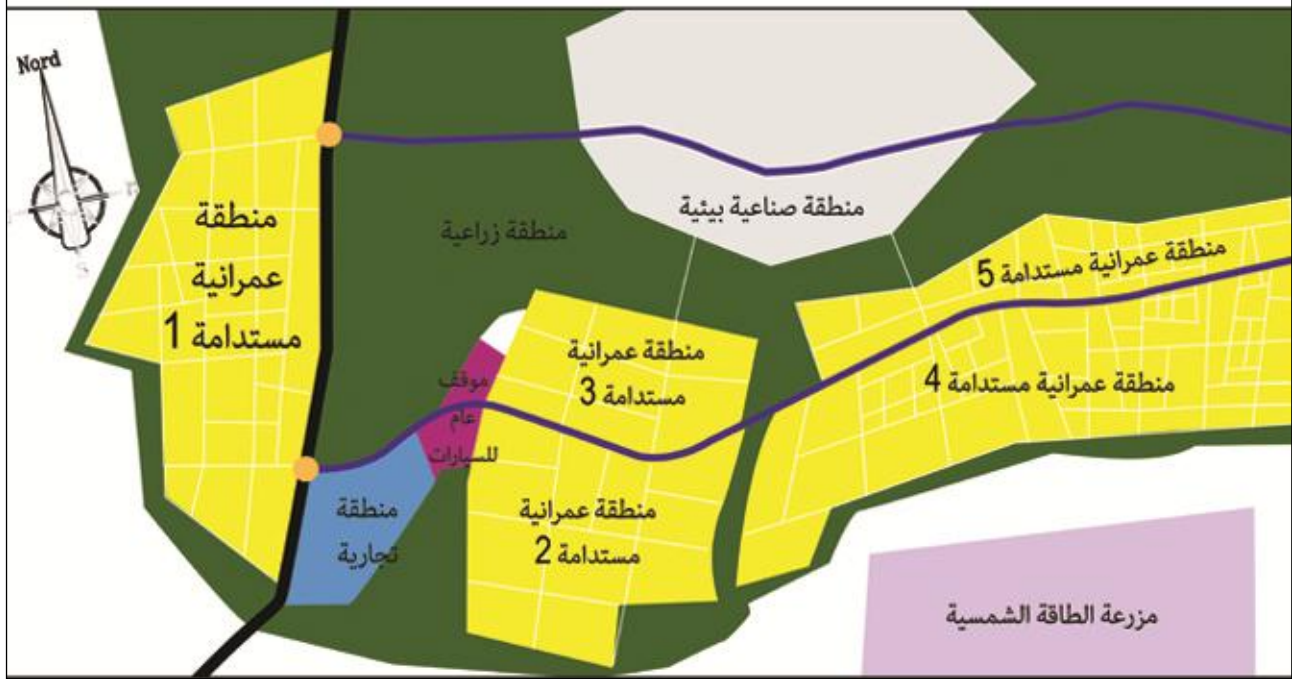 Nord
S
منطقة
عمرانية
مستدامة 1
منطقة زراعية
منطقة صناعية بيئية
منطقة عمرانية مستدامة 5
منطقة عمرانية مستدامة 4
منطقة عمرانية
مستدامة 3
موقف
عام
للسيارات
منطقة
تجارية
منطقة عمرانية
مستدامة 2
مزرعة الطاقة الشمسية